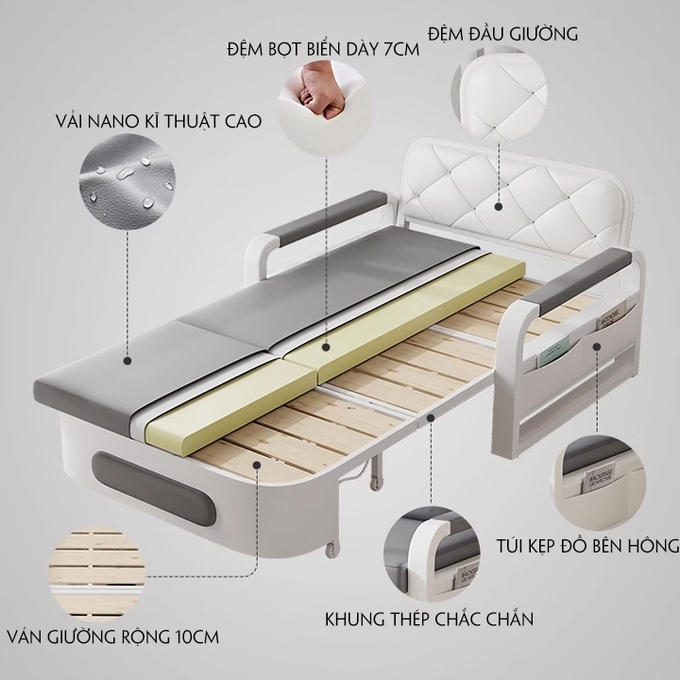 ĐỆM ĐẦU GIƯỜNG
ĐỆM BỌT BIỂN DÀY 7CM
VẢI NANO KĨ THUẬT CAO
TÚI KẸP ĐỒ BÊN HÔNG
KHUNG THÉP CHẮC CHẮN
VÁN GIƯỜNG RỘNG 10CM
BACKSTAGE